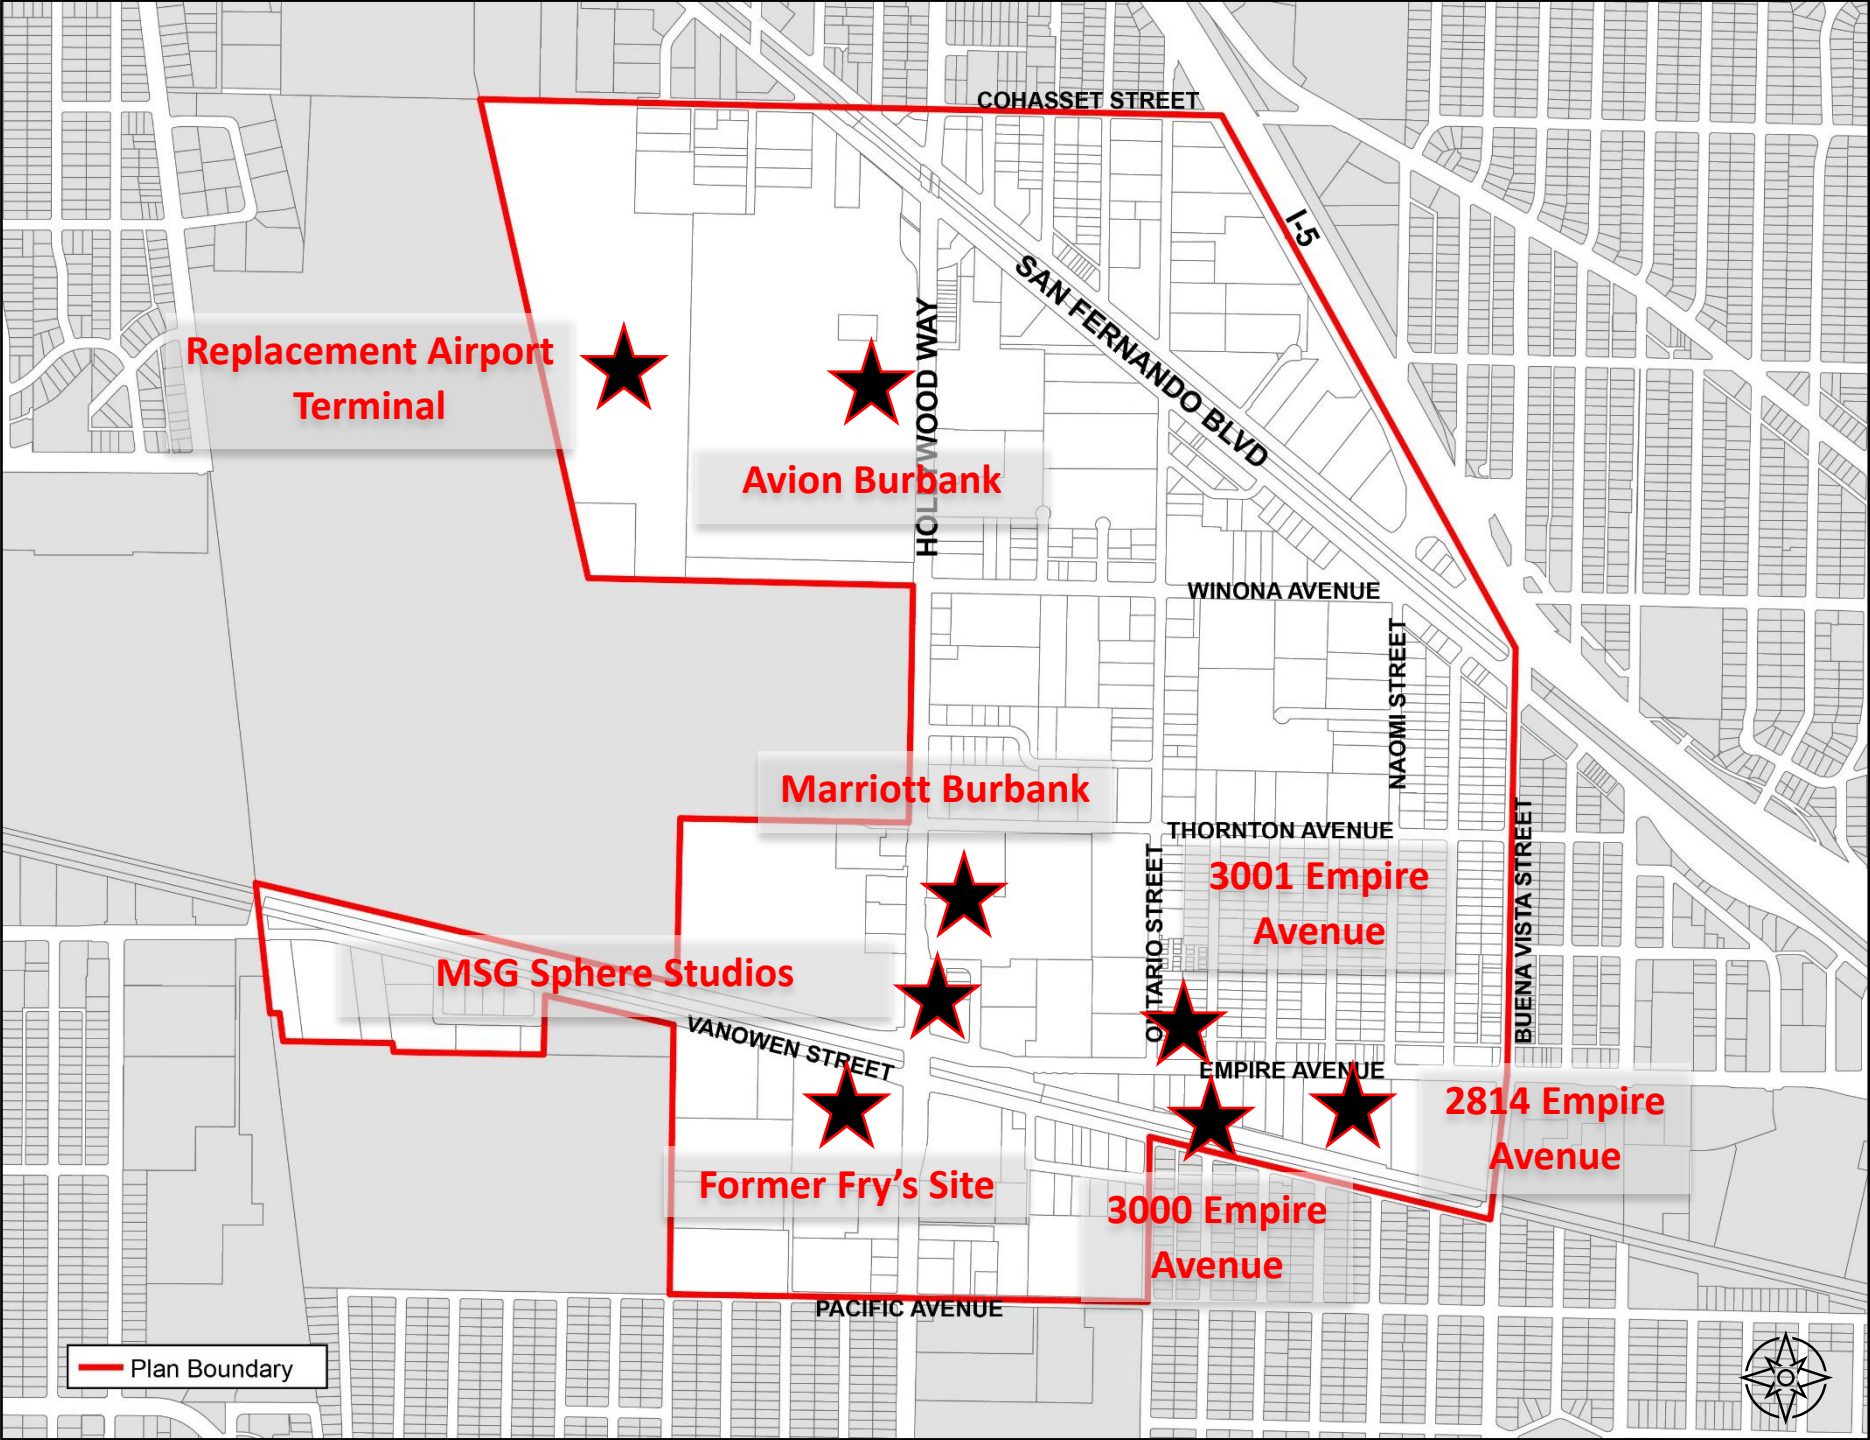 COHASSET STREET
I-5
SAN FERNANDO BLVD
HOLLYWOOD WAY
Replacement Airport
Terminal
Avion Burbank
WINONA AVENUE
NAOMI STREET
Marriott Burbank
THORNTON AVENUE
ONTARIO STREET
3001 Empire
Avenue
BUENA VISTA STREET
MSG Sphere Studios
VANOWEN STREET
EMPIRE AVENUE
2814 Empire
Avenue
Former Fry’s Site
3000 Empire
Avenue
PACIFIC AVENUE
Plan Boundary